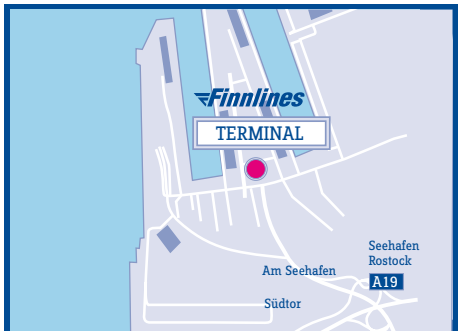 Finnlines
TERMINAL
Seehafen
Rostock
A19
Am Seehafen
Südtor